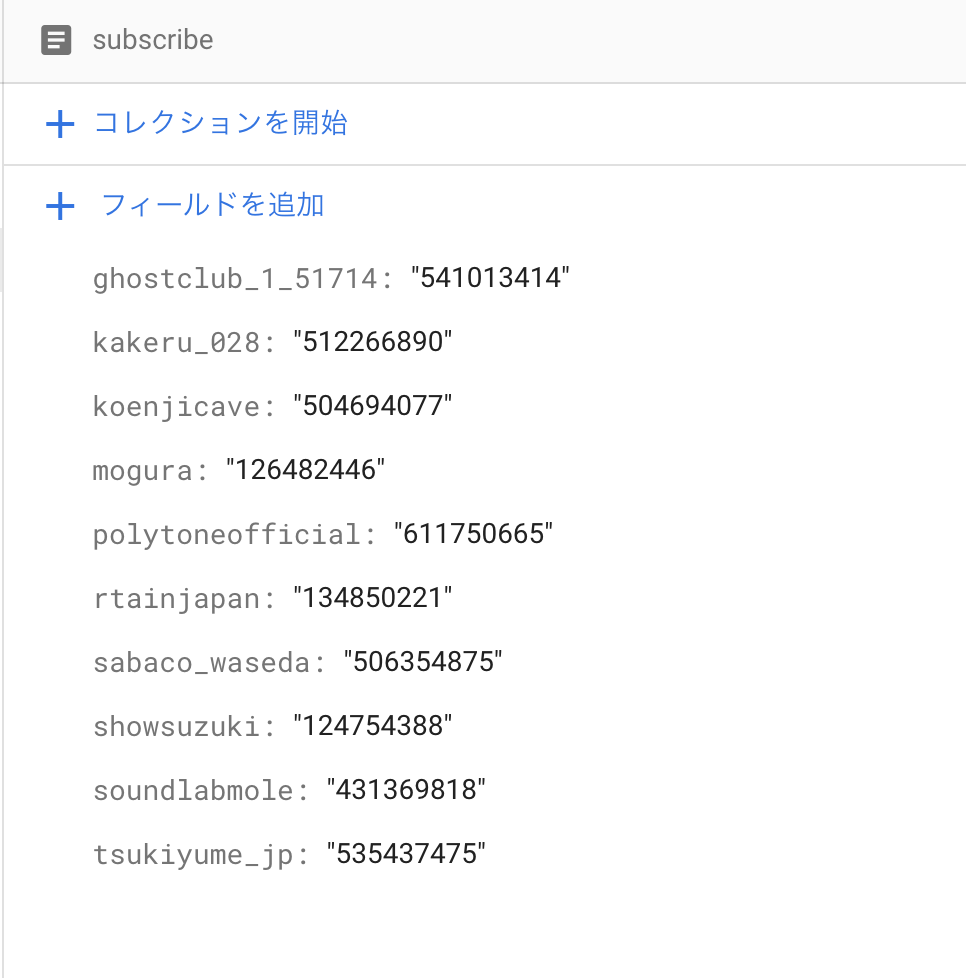 subscribe
コレクションを開始
フィールドを追加
ghostclub_1_51714: "541013414"
kakeru_028: "512266890"
koenjicave: "504694077"
mogura: "126482446"
polytoneofficial: "611750665"
rtainjapan: "134850221"
sabaco_waseda: "506354875"
showsuzuki: "124754388"
soundlabmole: "431369818"
tsukiyume_jp: "535437475"